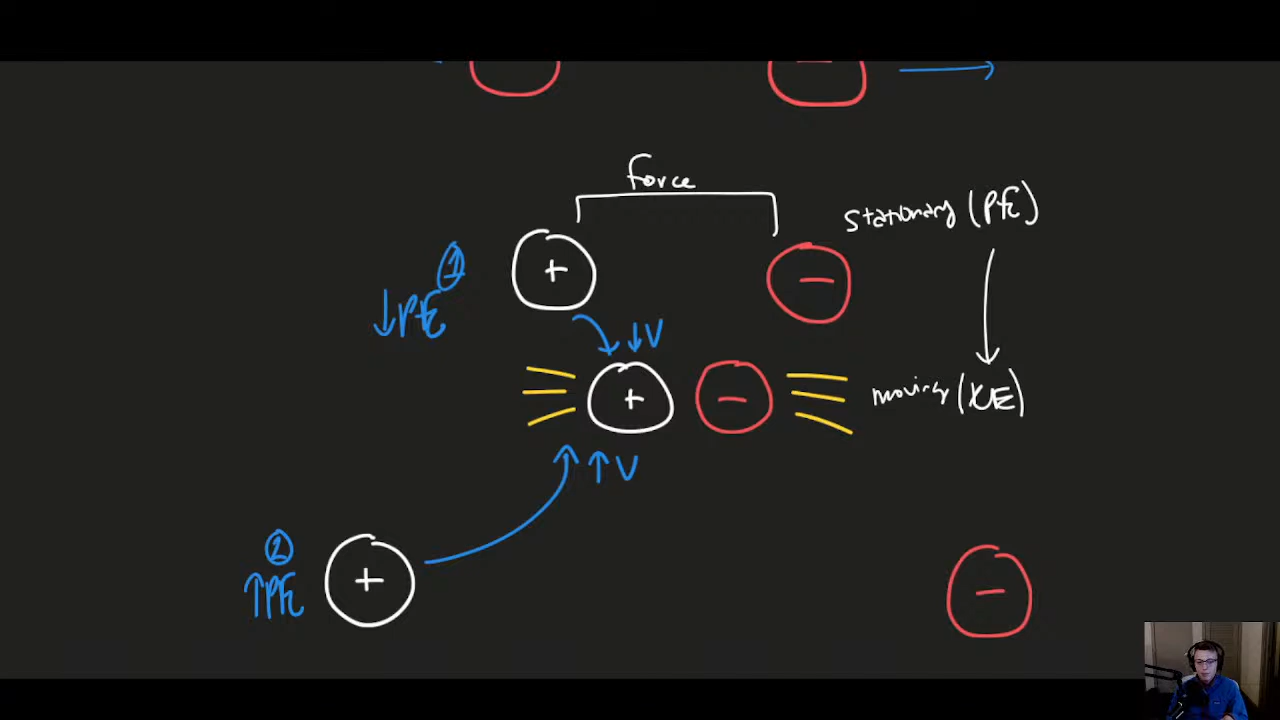 Force
stationary (PE)
+
−
1
↓PE
↓V
+
−
moving (KE)
↑V
2
↑PE
+
−